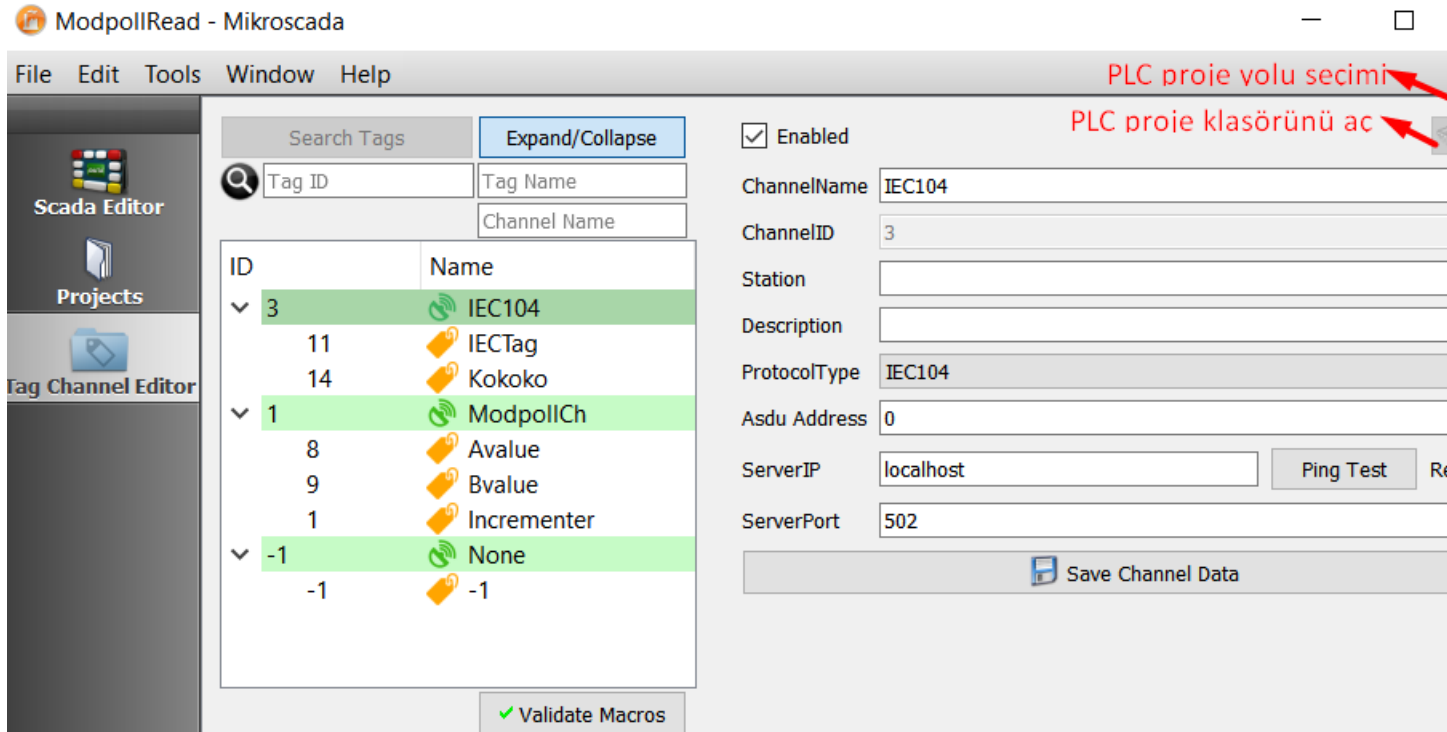 ModpollRead - Mikroscada
File Edit Tools Window Help
PLC proje yolu secimi
PLC proje klasörünü ac
Scada Editor
Projects
Tag Channel Editor
Search Tags Expand/Collapse
Tag ID Tag Name
Channel Name
ID Name
3 IEC104
11 IECTag
14 Kokoko
1 ModpollCh
8 Avalue
9 Bvalue
1 Incrementer
-1 None
-1 -1
Validate Macros
Enabled
ChannelName IEC104
ChannelID 3
Station
Description
ProtocolType IEC104
Asdu Address 0
ServerIP localhost Ping Test
ServerPort 502
Save Channel Data